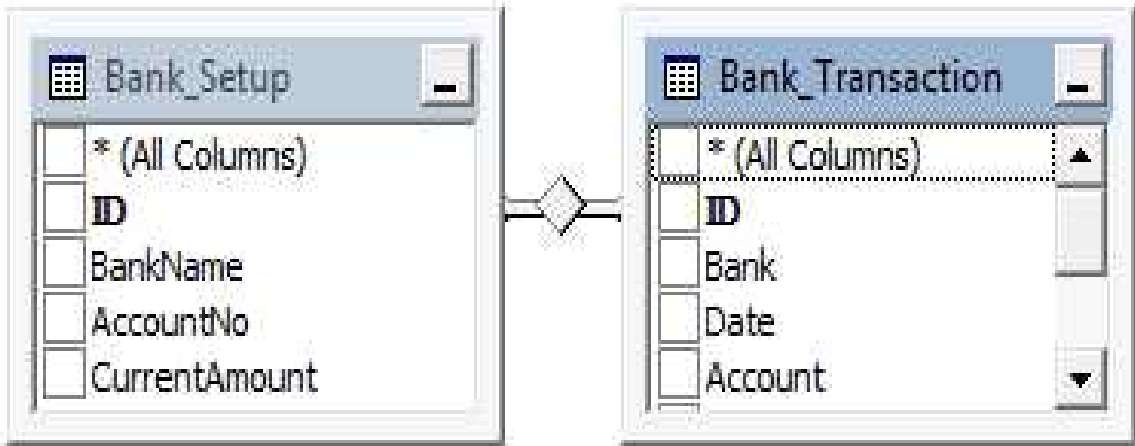 Bank_Setup
* (All Columns)
ID
BankName
AccountNo
CurrentAmount
Bank_Transaction
* (All Columns)
ID
Bank
Date
Account